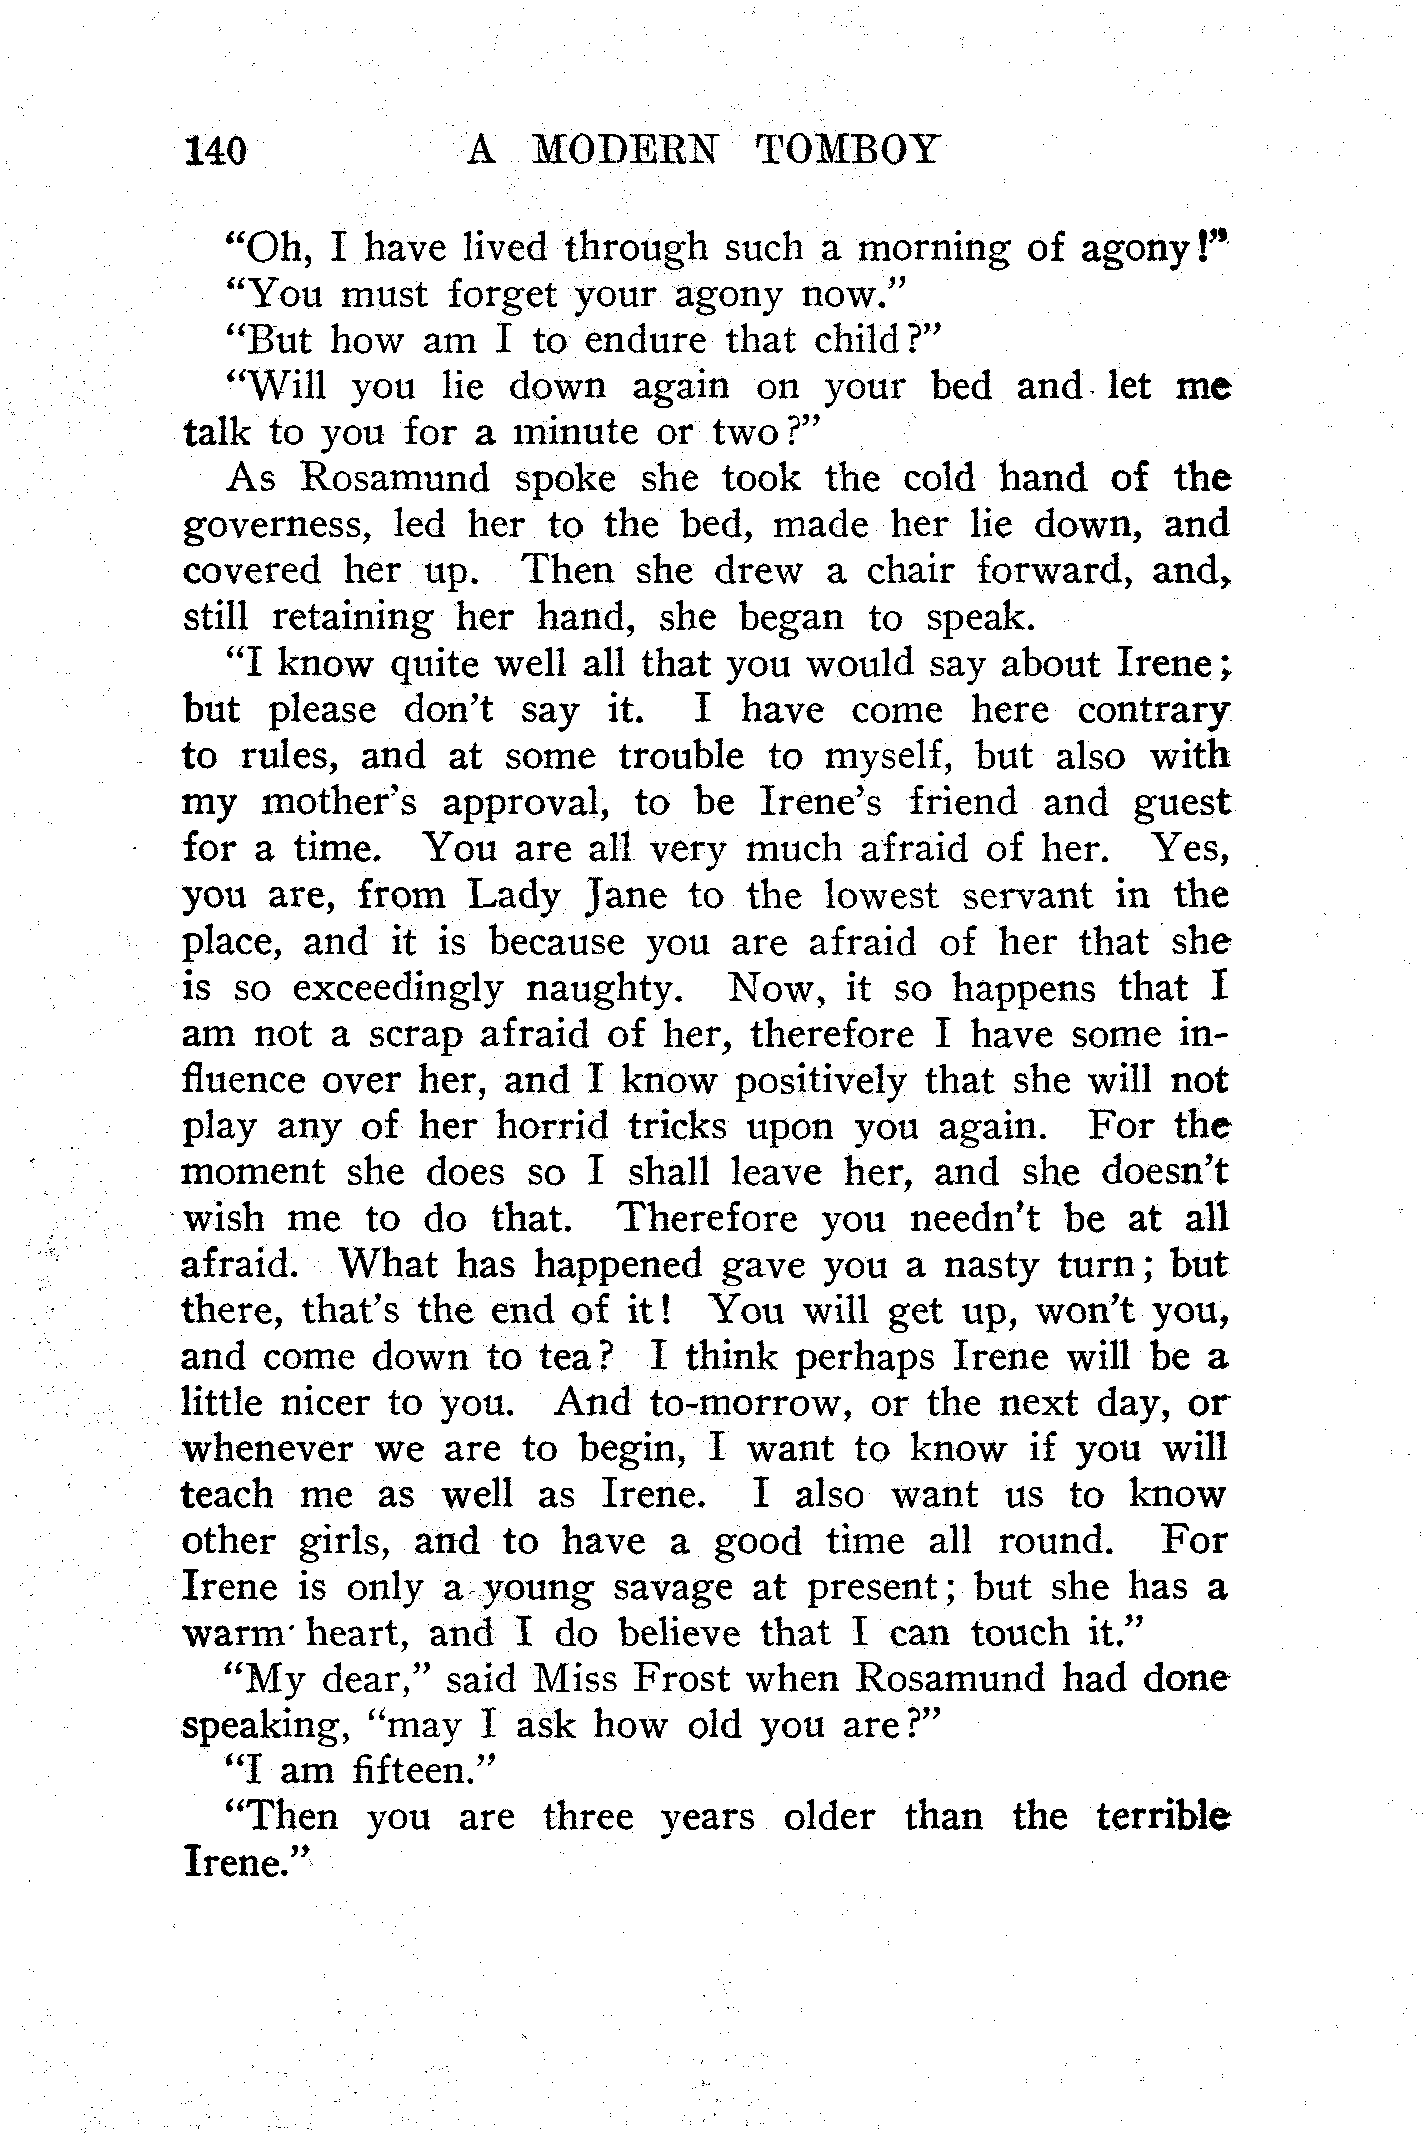 140 A MODERN TOMBOY
“Oh, I have lived through such a morning of agony!”
“You must forget your agony now.”
“But how am I to endure that child?”
“Will you lie down again on your bed and let me
talk to you for a minute or two?”
As Rosamund spoke she took the cold hand of the
governess, led her to the bed, made her lie down, and
covered her up. Then she drew a chair forward, and,
still retaining her hand, she began to speak.
“I know quite well all that you would say about Irene;
but please don’t say it. I have come here contrary
to rules, and at some trouble to myself, but also with
my mother’s approval, to be Irene’s friend and guest
for a time. You are all very much afraid of her. Yes,
you are, from Lady Jane to the lowest servant in the
place, and it is because you are afraid of her that she
is so exceedingly naughty. Now, it so happens that I
am not a scrap afraid of her, therefore I have some in-
fluence over her, and I know positively that she will not
play any of her horrid tricks upon you again. For the
moment she does so I shall leave her, and she doesn’t
wish me to do that. Therefore you needn’t be at all
afraid. What has happened gave you a nasty turn; but
there, that’s the end of it! You will get up, won’t you,
and come down to tea? I think perhaps Irene will be a
little nicer to you. And to-morrow, or the next day, or
whenever we are to begin, I want to know if you will
teach me as well as Irene. I also want us to know
other girls, and to have a good time all round. For
Irene is only a young savage at present; but she has a
warm heart, and I do believe that I can touch it.”
“My dear,” said Miss Frost when Rosamund had done
speaking, “may I ask how old you are?”
“I am fifteen.”
“Then you are three years older than the terrible
Irene.”